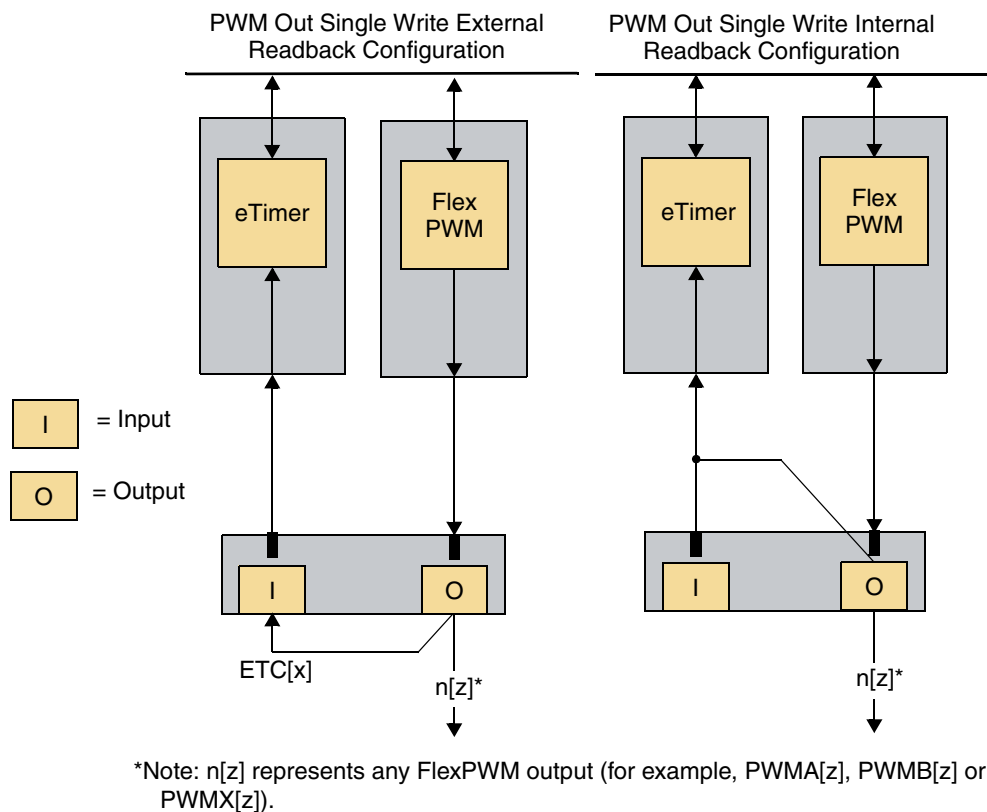 PWM Out Single Write External
Readback Configuration
PWM Out Single Write Internal
Readback Configuration
eTimer
Flex
PWM
eTimer
Flex
PWM
I
= Input
O
= Output
I
O
I
O
ETC[x]
n[z]*
n[z]*
*Note: n[z] represents any FlexPWM output (for example, PWMA[z], PWMB[z] or
PWMX[z]).